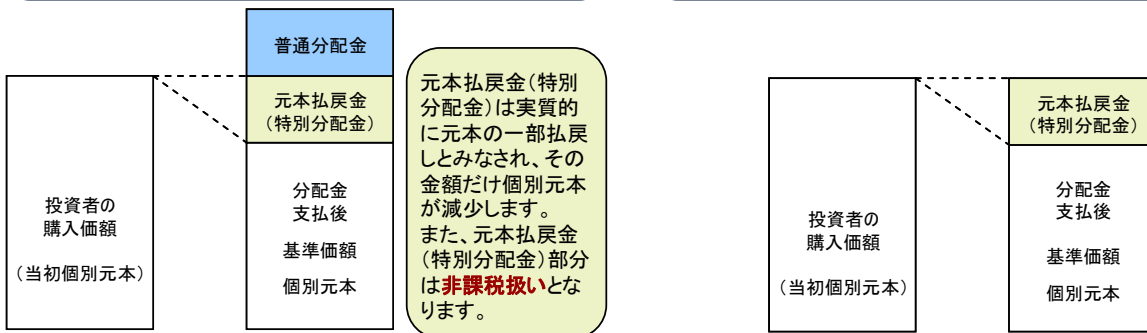 普通分配金
元本払戻金
(特別分配金)
投資者の
購入価額
(当初個別元本)
分配金
支払後
基準価額
個別元本
元本払戻金(特別
分配金)は実質的
に元本の一部払戻
しとみなされ、その
金額だけ個別元本
が減少します。
また、元本払戻金
(特別分配金)部分
は非課税扱いとな
ります。
元本払戻金
(特別分配金)
投資者の
購入価額
(当初個別元本)
分配金
支払後
基準価額
個別元本